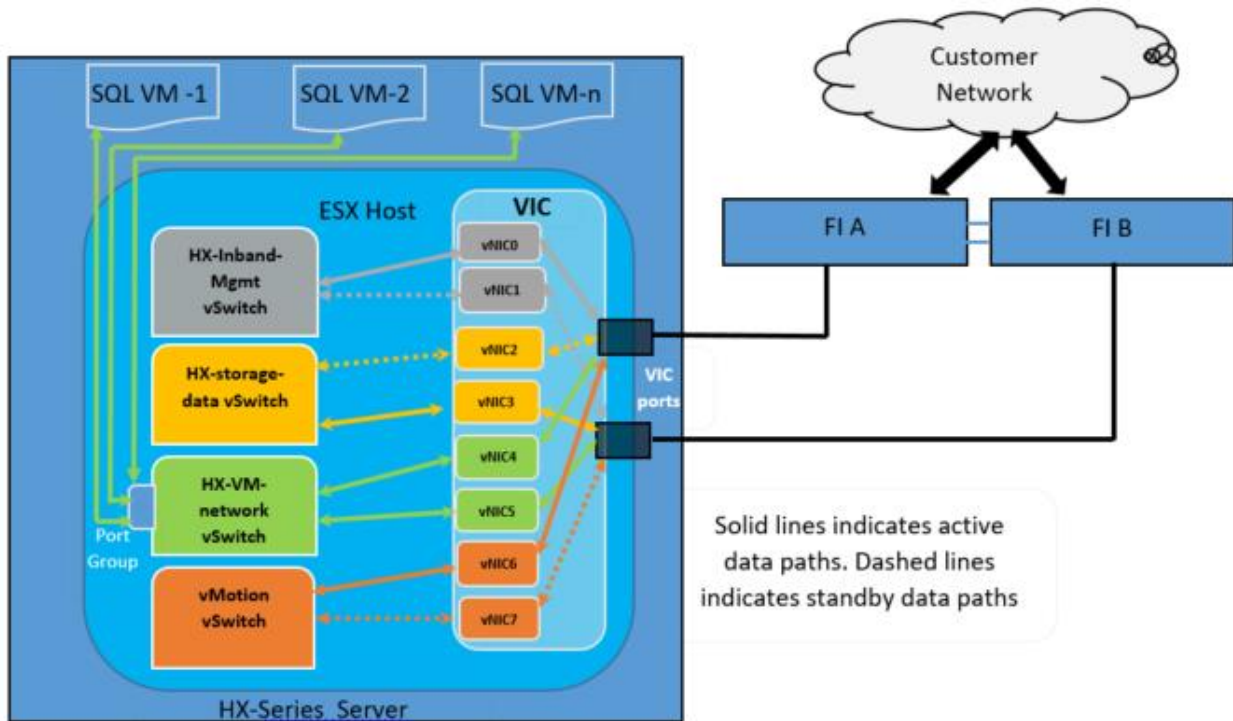 SQL VM -1
SQL VM-2
SQL VM-n
Customer
Network
ESX Host
VIC
FI A
FI B
HX-Inband-
Mgmt
vSwitch
vNIC0
vNIC1
HX-storage-
data vSwitch
vNIC2
vNIC3
VIC
ports
HX-VM-
network
vSwitch
vNIC4
vNIC5
Port
Group
vMotion
vSwitch
vNIC6
vNIC7
Solid lines indicates active
data paths. Dashed lines
indicates standby data paths
HX-Series Server